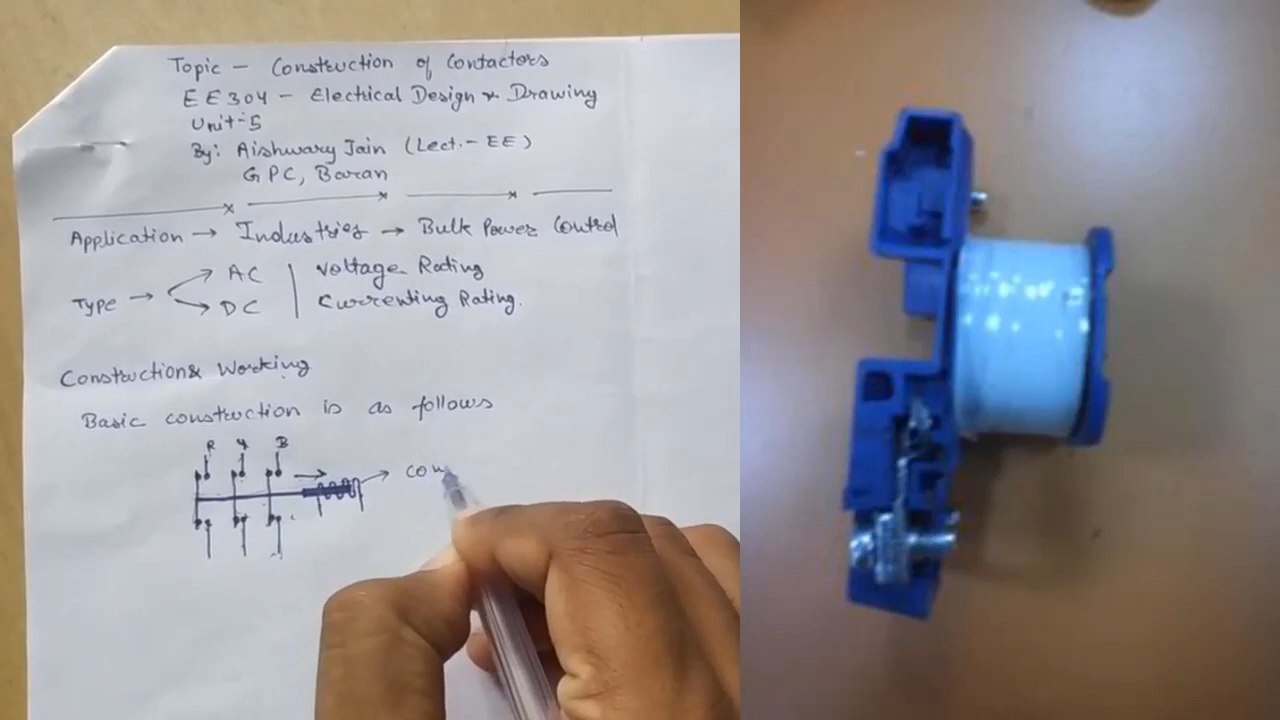 Topic - Construction of Contactors
EE304 - Electrical Design & Drawing
Unit-5
By: Aishwary Jain (Lect.- EE)
GPC, Baran
Application → Industries → Bulk Power Control
Type → AC | Voltage Rating
DC | Currenting Rating.
Construction & Working
Basic construction is as follows
R Y B
→ co